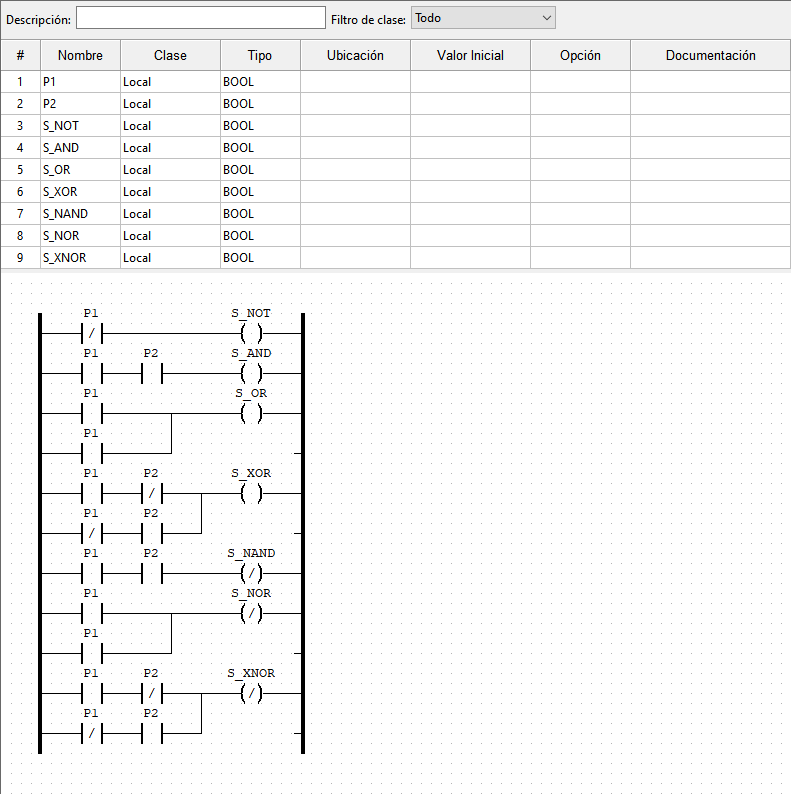 Descripción: Filtro de clase: Todo
# Nombre Clase Tipo Ubicación Valor Inicial Opción Documentación
1 P1 Local BOOL
2 P2 Local BOOL
3 S_NOT Local BOOL
4 S_AND Local BOOL
5 S_OR Local BOOL
6 S_XOR Local BOOL
7 S_NAND Local BOOL
8 S_NOR Local BOOL
9 S_XNOR Local BOOL
P1 S_NOT
P1 P2 S_AND
P1 S_OR
P1
P1 P2 S_XOR
P1 P2
P1 P2 S_NAND
P1 S_NOR
P1
P1 P2 S_XNOR
P1 P2